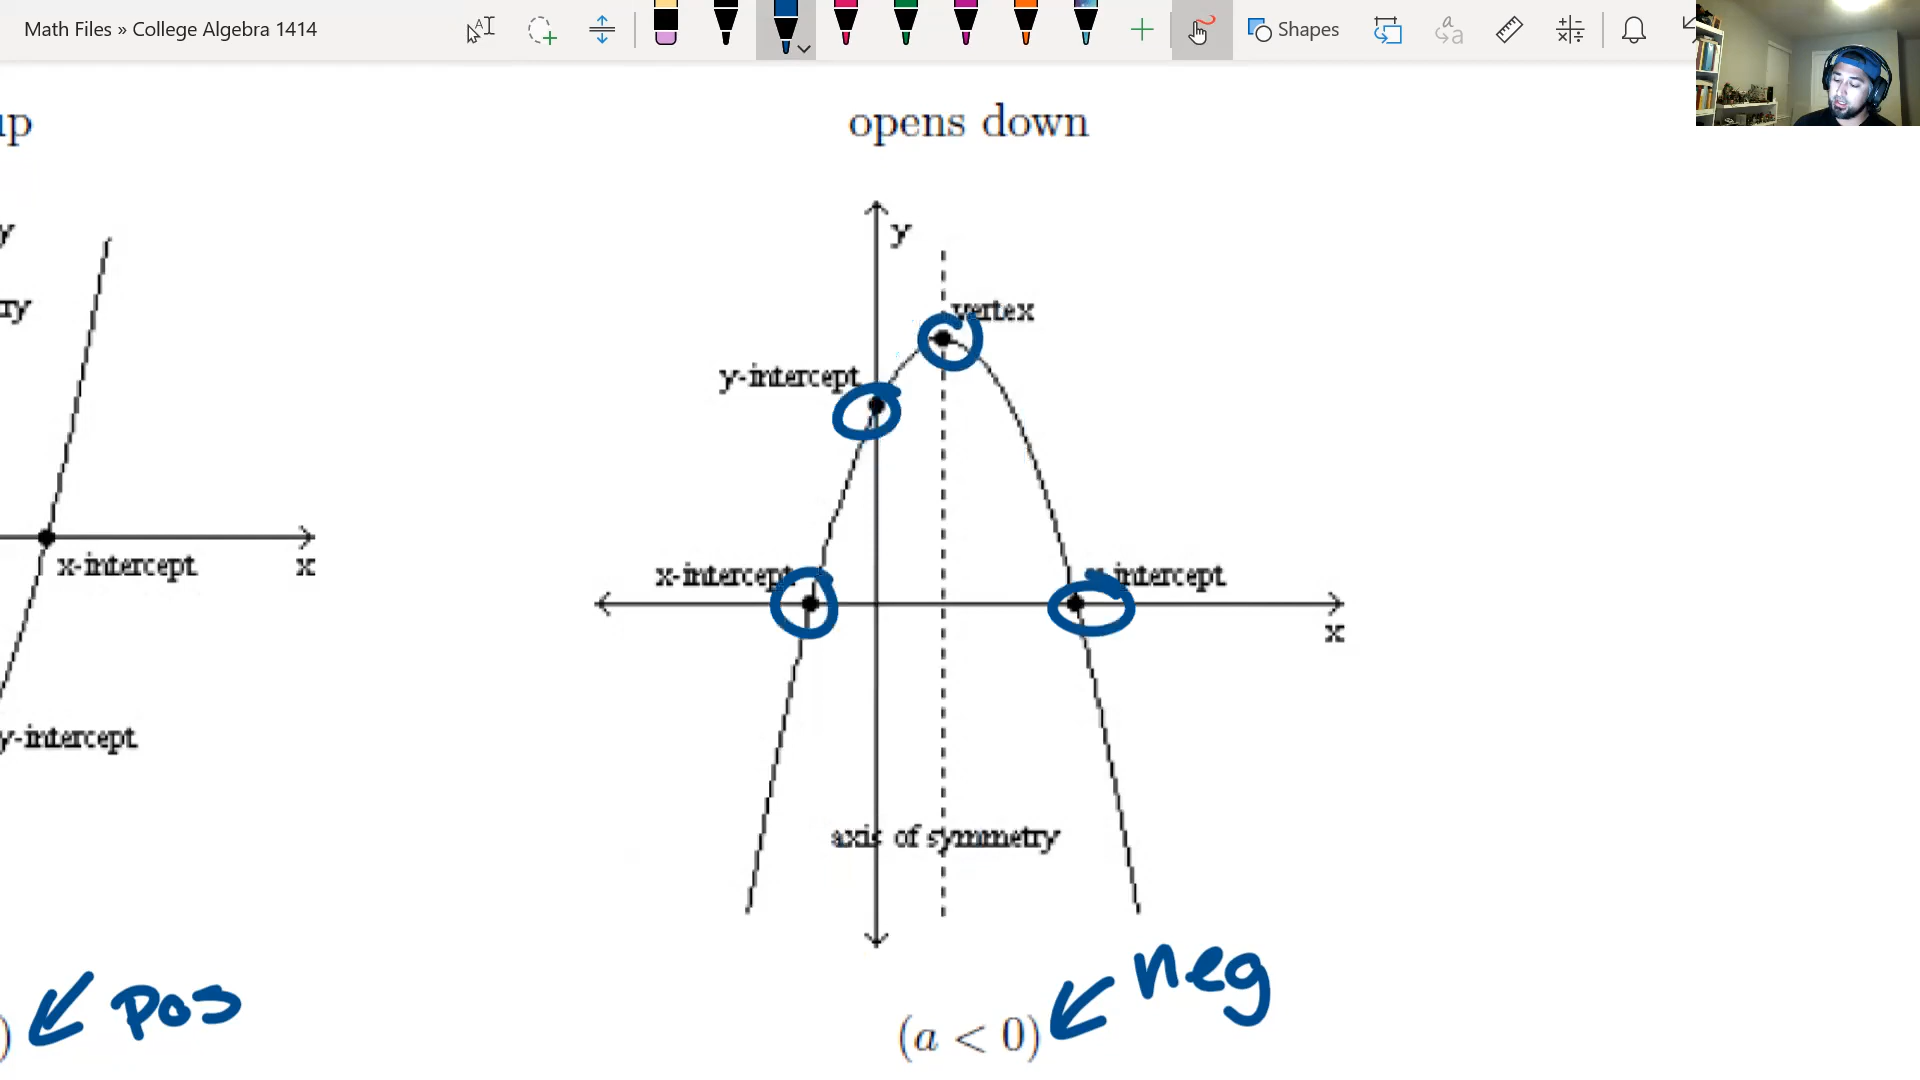 Math Files » College Algebra 1414
Shapes
up
opens down
y
y
ry
vertex
y-intercept
x-intercept
x-intercept
x-intercept
x
x
y-intercept
axis of symmetry
pos
neg
)
(a < 0)